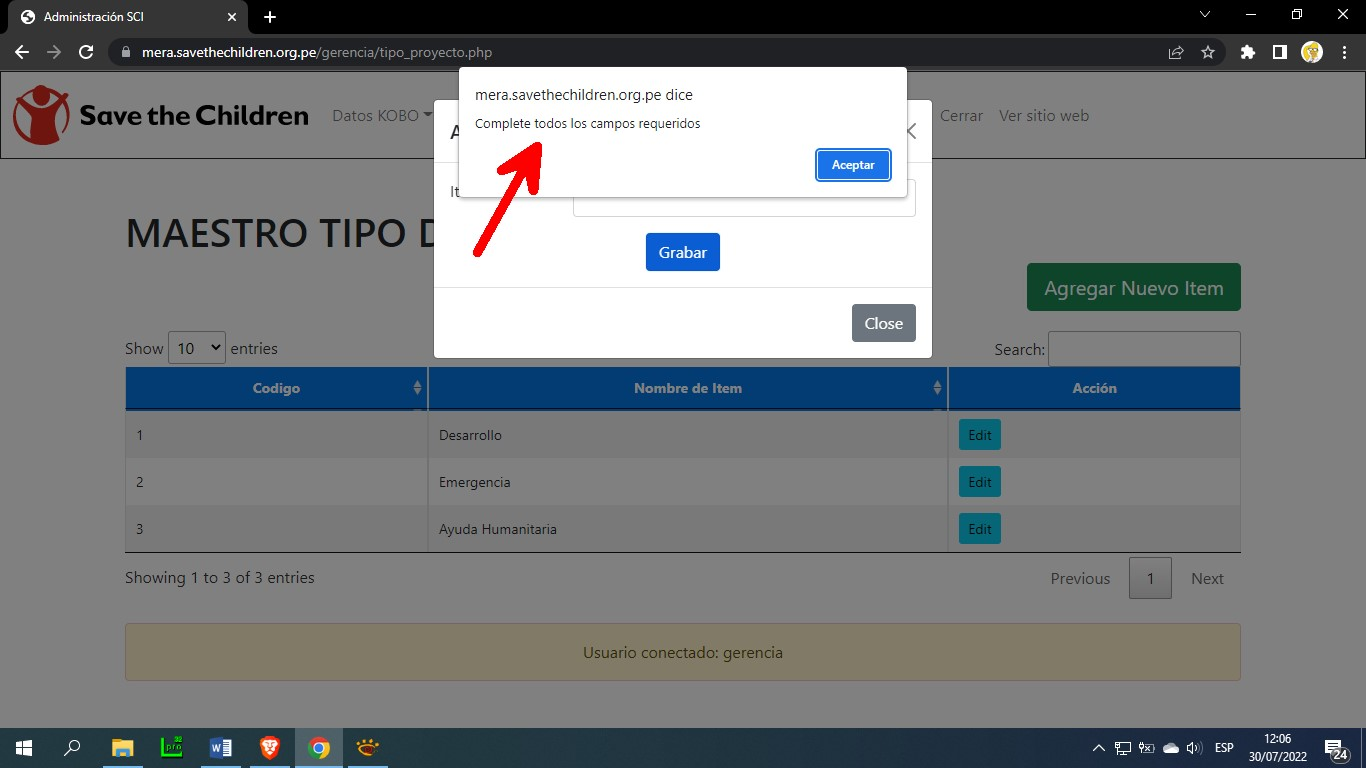 Administración SCI
mera.savethechildren.org.pe/gerencia/tipo_proyecto.php
mera.savethechildren.org.pe dice
Complete todos los campos requeridos
Aceptar
Save the Children
Datos KOBO
Cerrar
Ver sitio web
MAESTRO TIPO
Grabar
Agregar Nuevo Item
Close
Show 10 entries
Search:
Codigo Nombre de Item Acción
1 Desarrollo Edit
2 Emergencia Edit
3 Ayuda Humanitaria Edit
Showing 1 to 3 of 3 entries
Previous 1 Next
Usuario conectado: gerencia
ESP
12:06
30/07/2022
24